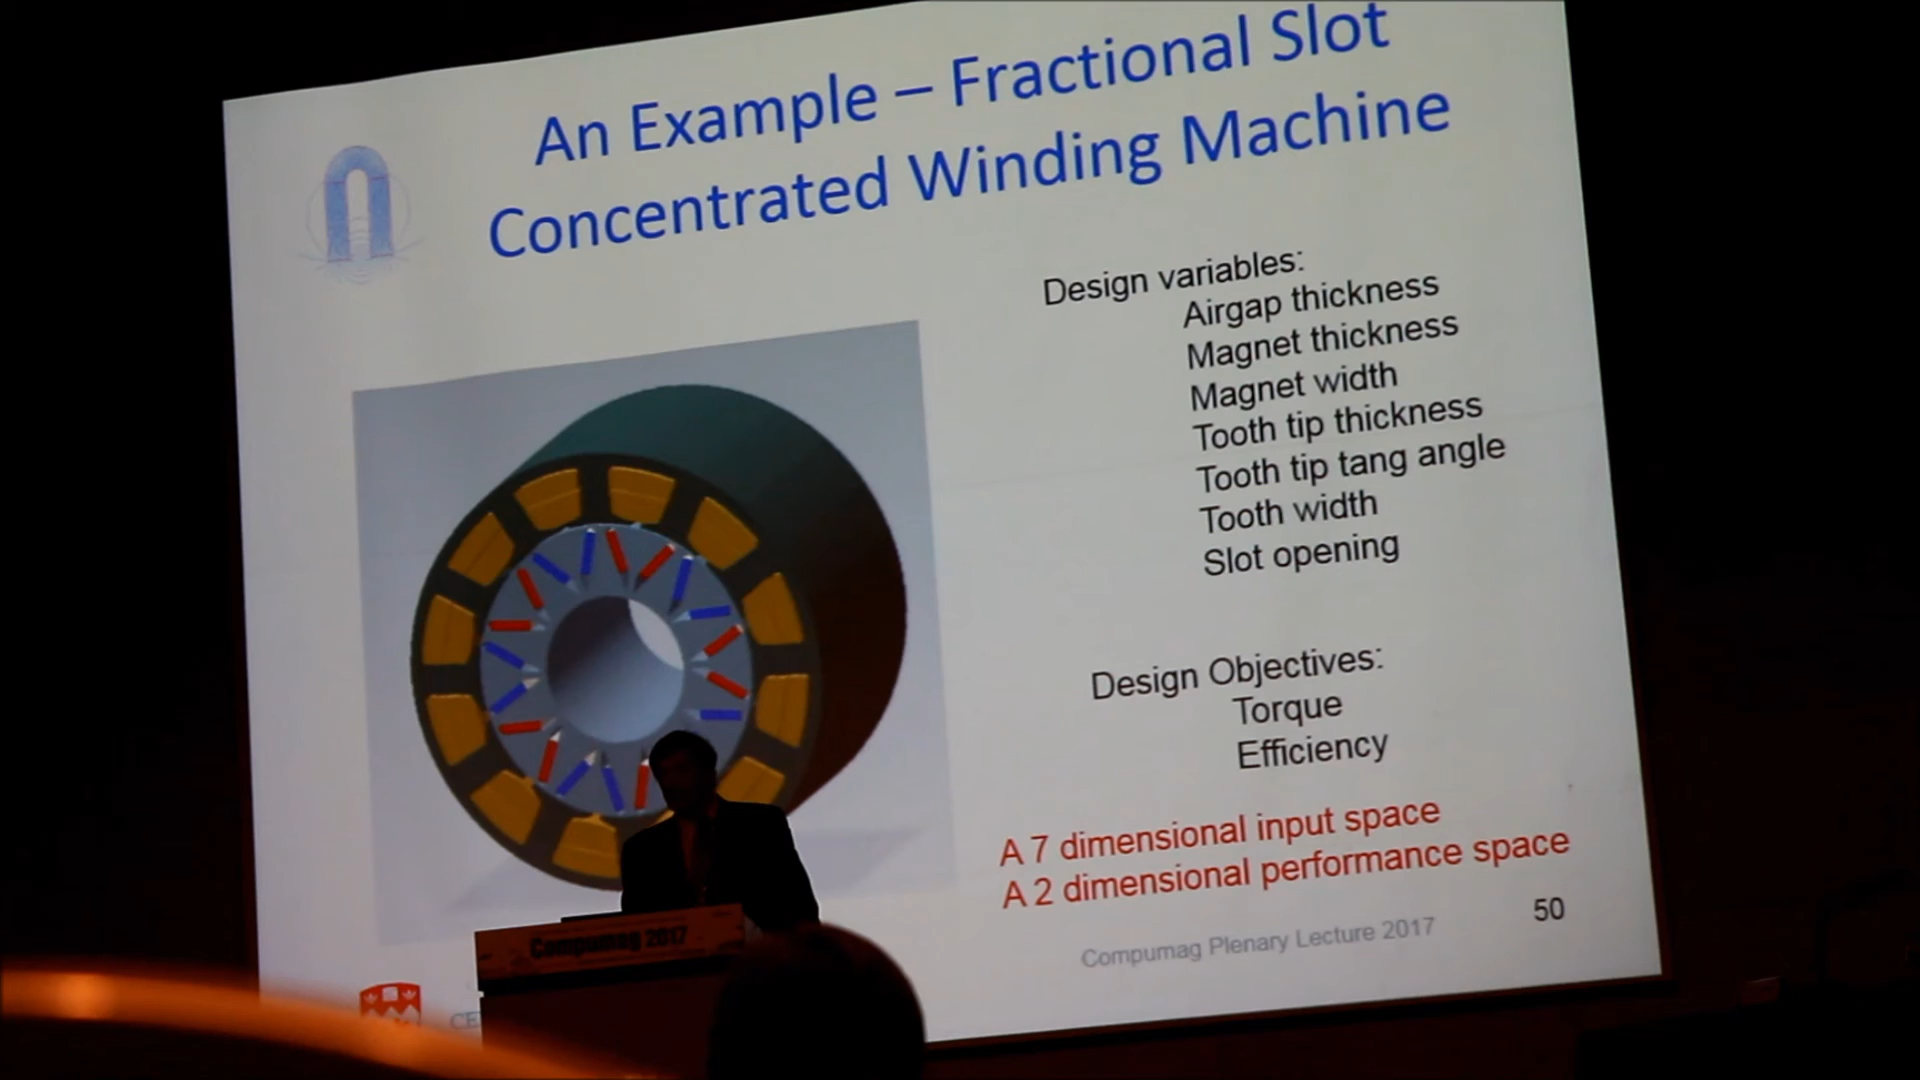 An Example – Fractional Slot
Concentrated Winding Machine
Design variables:
Airgap thickness
Magnet thickness
Magnet width
Tooth tip thickness
Tooth tip tang angle
Tooth width
Slot opening
Design Objectives:
Torque
Efficiency
A 7 dimensional input space
A 2 dimensional performance space
Compumag Plenary Lecture 2017
50
Compumag 2017
CE